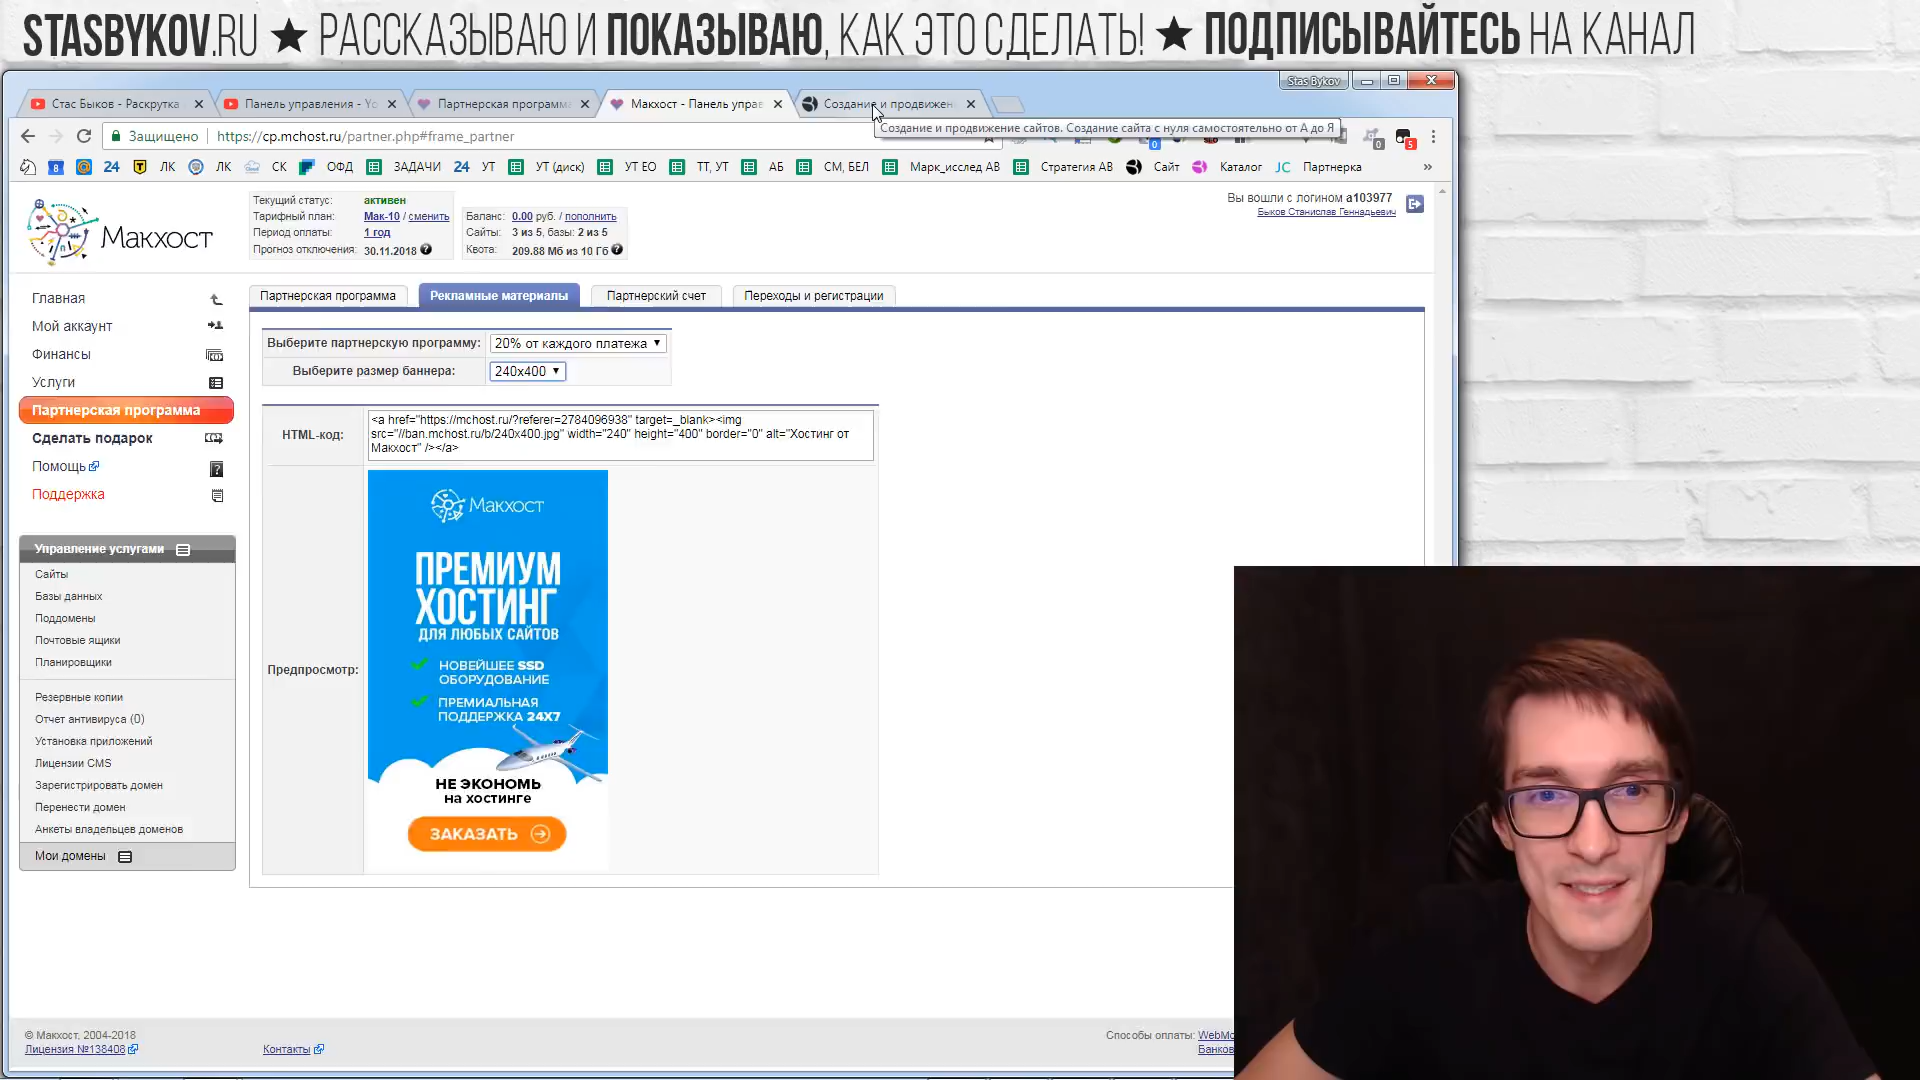 STASBYKOV.RU ★ РАССКАЗЫВАЮ И ПОКАЗЫВАЮ, КАК ЭТО СДЕЛАТЬ! ★ ПОДПИСЫВАЙТЕСЬ НА КАНАЛ
Stas Bykov
Стас Быков - Раскрутка
Панель управления - Yo
Партнерская программа
Макхост - Панель управ
Создание и продвижен
Защищено
https://cp.mchost.ru/partner.php#frame_partner
Создание и продвижение сайтов. Создание сайта с нуля самостоятельно от А до Я
24 ЛК ЛК СК ОФД ЗАДАЧИ 24 УТ УТ (диск) УТ ЕО ТТ, УТ АБ СМ, БЕЛ Марк_исслед АВ Стратегия АВ Сайт Каталог JC Партнерка »
Макхост
Текущий статус: активен
Тарифный план: Мак-10 / сменить
Период оплаты: 1 год
Прогноз отключения: 30.11.2018
Баланс: 0.00 руб. / пополнить
Сайты: 3 из 5, базы: 2 из 5
Квота: 209.88 Мб из 10 Гб
Вы вошли с логином a103977
Быков Станислав Геннадьевич
Главная
Мой аккаунт
Финансы
Услуги
Партнерская программа
Сделать подарок
Помощь
Поддержка
Управление услугами
Сайты
Базы данных
Поддомены
Почтовые ящики
Планировщики
Резервные копии
Отчет антивируса (0)
Установка приложений
Лицензии CMS
Зарегистрировать домен
Перенести домен
Анкеты владельцев доменов
Мои домены
Партнерская программа
Рекламные материалы
Партнерский счет
Переходы и регистрации
Выберите партнерскую программу: 20% от каждого платежа
Выберите размер баннера: 240x400
HTML-код:
<a href="https://mchost.ru/?referer=2784096938" target=_blank><img
src="//ban.mchost.ru/b/240x400.jpg" width="240" height="400" border="0" alt="Хостинг от
Макхост" /></a>
Предпросмотр:
Макхост
ПРЕМИУМ
ХОСТИНГ
ДЛЯ ЛЮБЫХ САЙТОВ
НОВЕЙШЕЕ SSD
ОБОРУДОВАНИЕ
ПРЕМИАЛЬНАЯ
ПОДДЕРЖКА 24X7
НЕ ЭКОНОМЬ
на хостинге
ЗАКАЗАТЬ
© Макхост, 2004-2018
Лицензия №138408
Контакты
Способы оплаты: WebMo
Банков